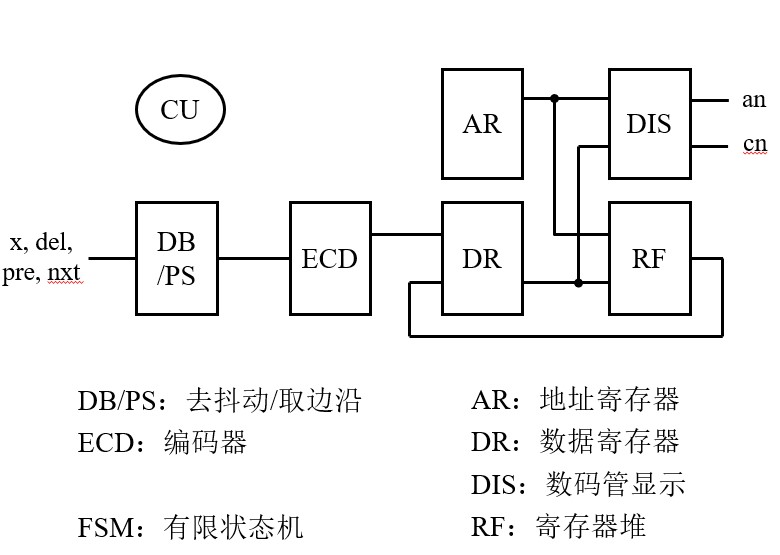 CU
AR
DIS
an
cn
x, del,
pre, nxt
DB
/PS
ECD
DR
RF
DB/PS：去抖动/取边沿
ECD：编码器
FSM：有限状态机
AR：地址寄存器
DR：数据寄存器
DIS：数码管显示
RF：寄存器堆